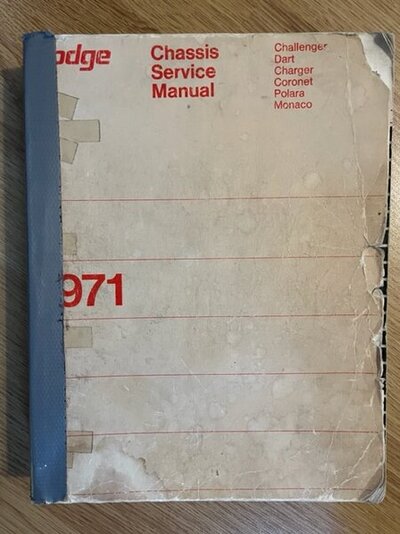 odge
Chassis
Service
Manual
Challenger
Dart
Charger
Coronet
Polara
Monaco
971